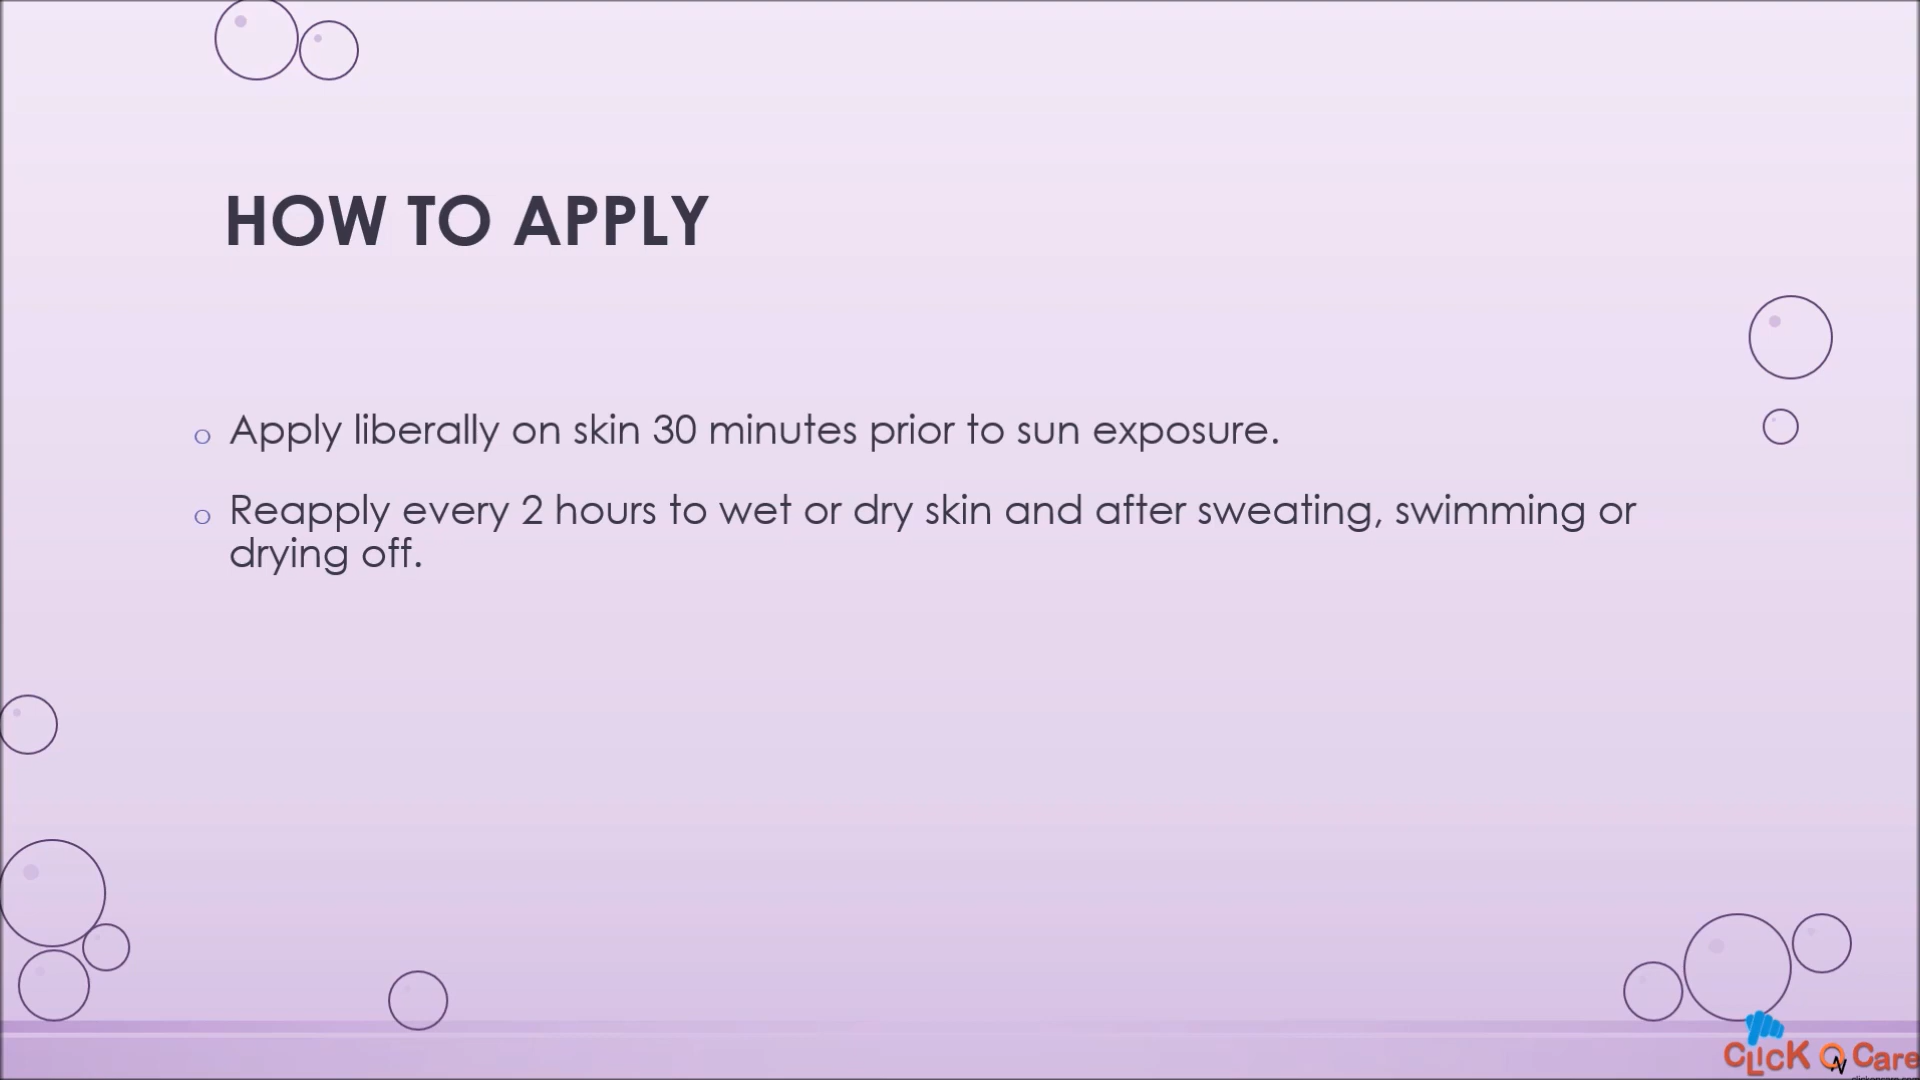 HOW TO APPLY
o Apply liberally on skin 30 minutes prior to sun exposure.
o Reapply every 2 hours to wet or dry skin and after sweating, swimming or
drying off.
Click ON Care